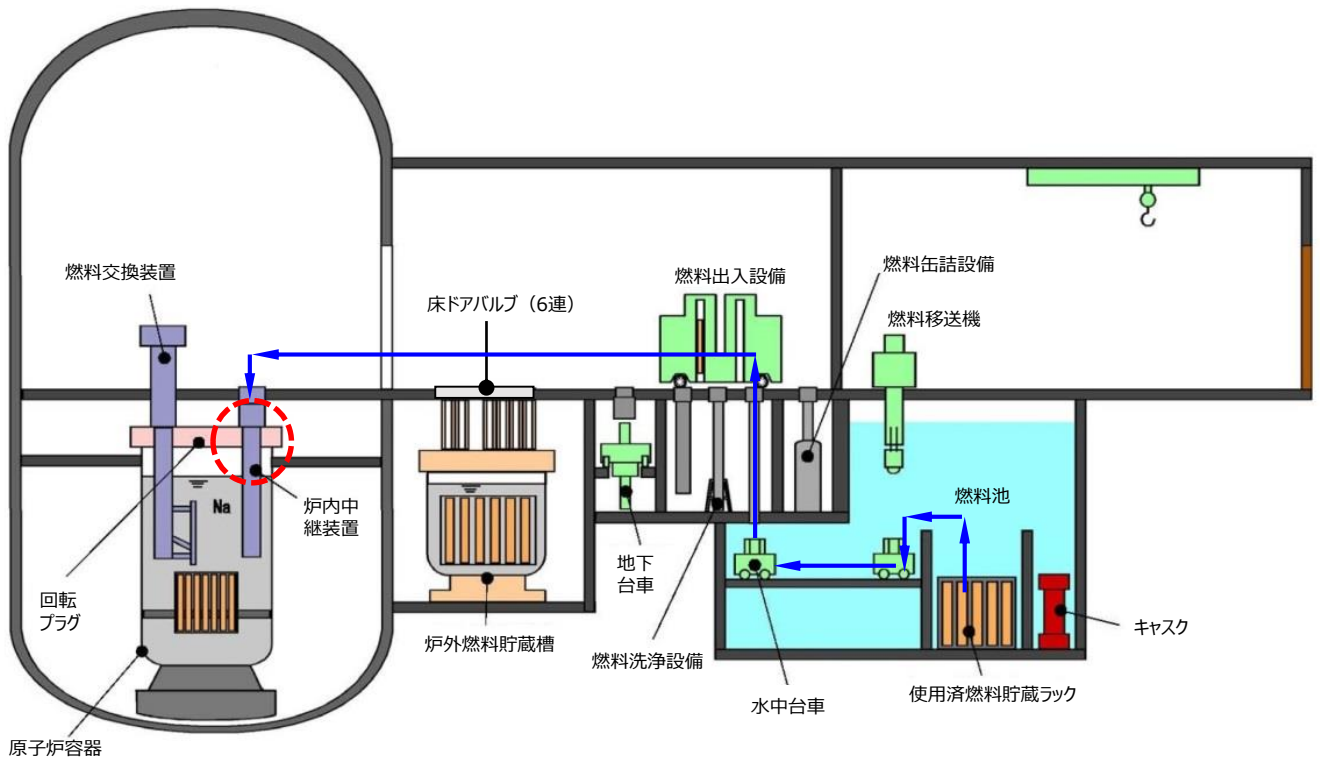 燃料交換装置
床ドアバルブ（6連）
燃料出入設備
燃料缶詰設備
燃料移送機
Na
炉内中
継装置
燃料池
地下
台車
回転
プラグ
炉外燃料貯蔵槽
燃料洗浄設備
水中台車
使用済燃料貯蔵ラック
キャスク
原子炉容器